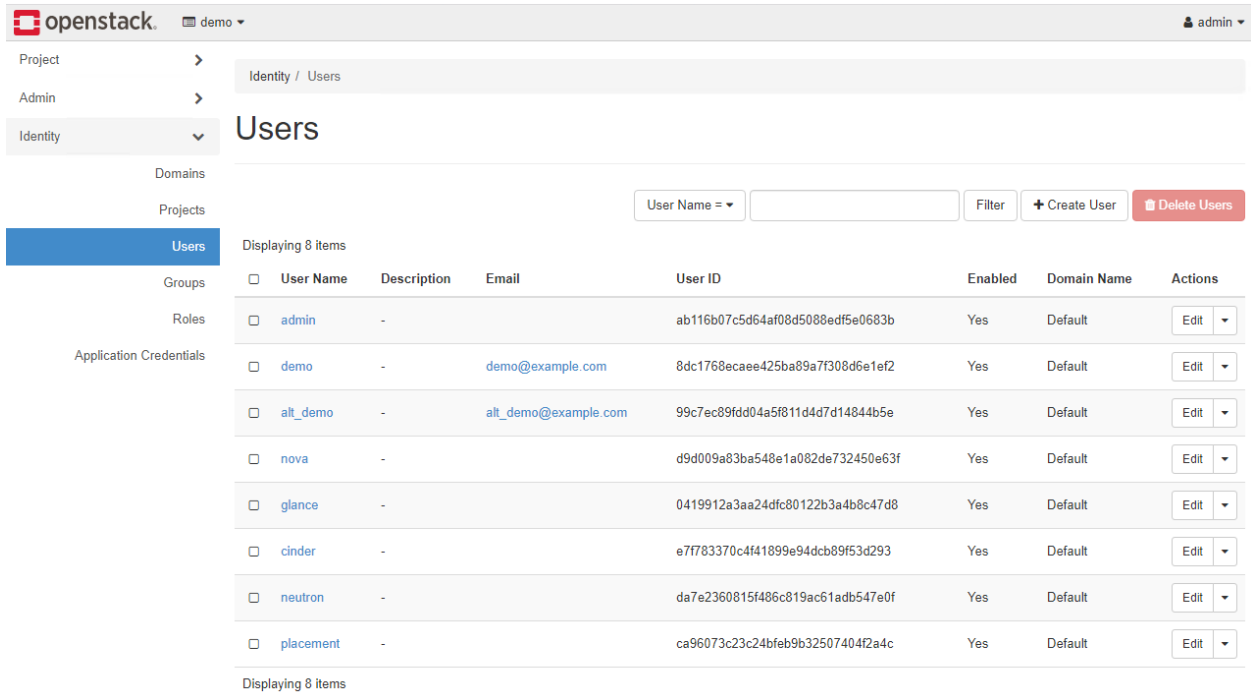 openstack. demo admin
Project
Admin
Identity
Domains
Projects
Users
Groups
Roles
Application Credentials
Identity / Users
Users
User Name = Filter + Create User Delete Users
Displaying 8 items
User Name Description Email User ID Enabled Domain Name Actions
admin - ab116b07c5d64af08d5088edf5e0683b Yes Default Edit
demo - demo@example.com 8dc1768ecaee425ba89a7f308d6e1ef2 Yes Default Edit
alt_demo - alt_demo@example.com 99c7ec89fdd04a5f811d4d7d14844b5e Yes Default Edit
nova - d9d009a83ba548e1a082de732450e63f Yes Default Edit
glance - 0419912a3aa24dfc80122b3a4b8c47d8 Yes Default Edit
cinder - e7f783370c4f41899e94dcb89f53d293 Yes Default Edit
neutron - da7e2360815f486c819ac61adb547e0f Yes Default Edit
placement - ca96073c23c24bfeb9b32507404f2a4c Yes Default Edit
Displaying 8 items